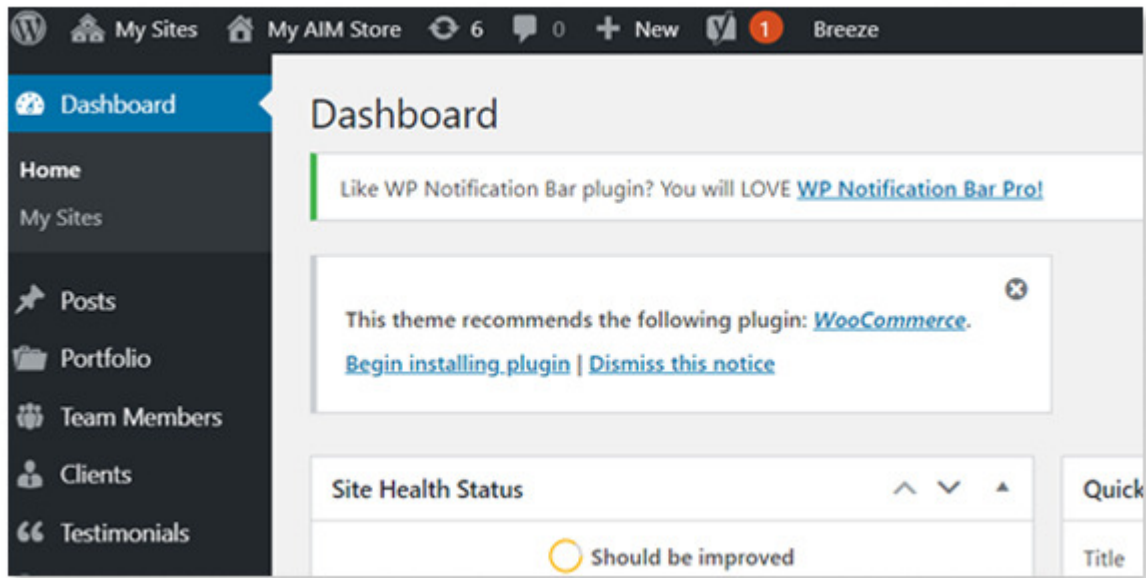 My Sites My AIM Store 6 0 New 1 Breeze
Dashboard
Home
My Sites
Posts
Portfolio
Team Members
Clients
Testimonials
Dashboard
Like WP Notification Bar plugin? You will LOVE WP Notification Bar Pro!
This theme recommends the following plugin: WooCommerce.
Begin installing plugin | Dismiss this notice
Site Health Status
Should be improved
Quick
Title